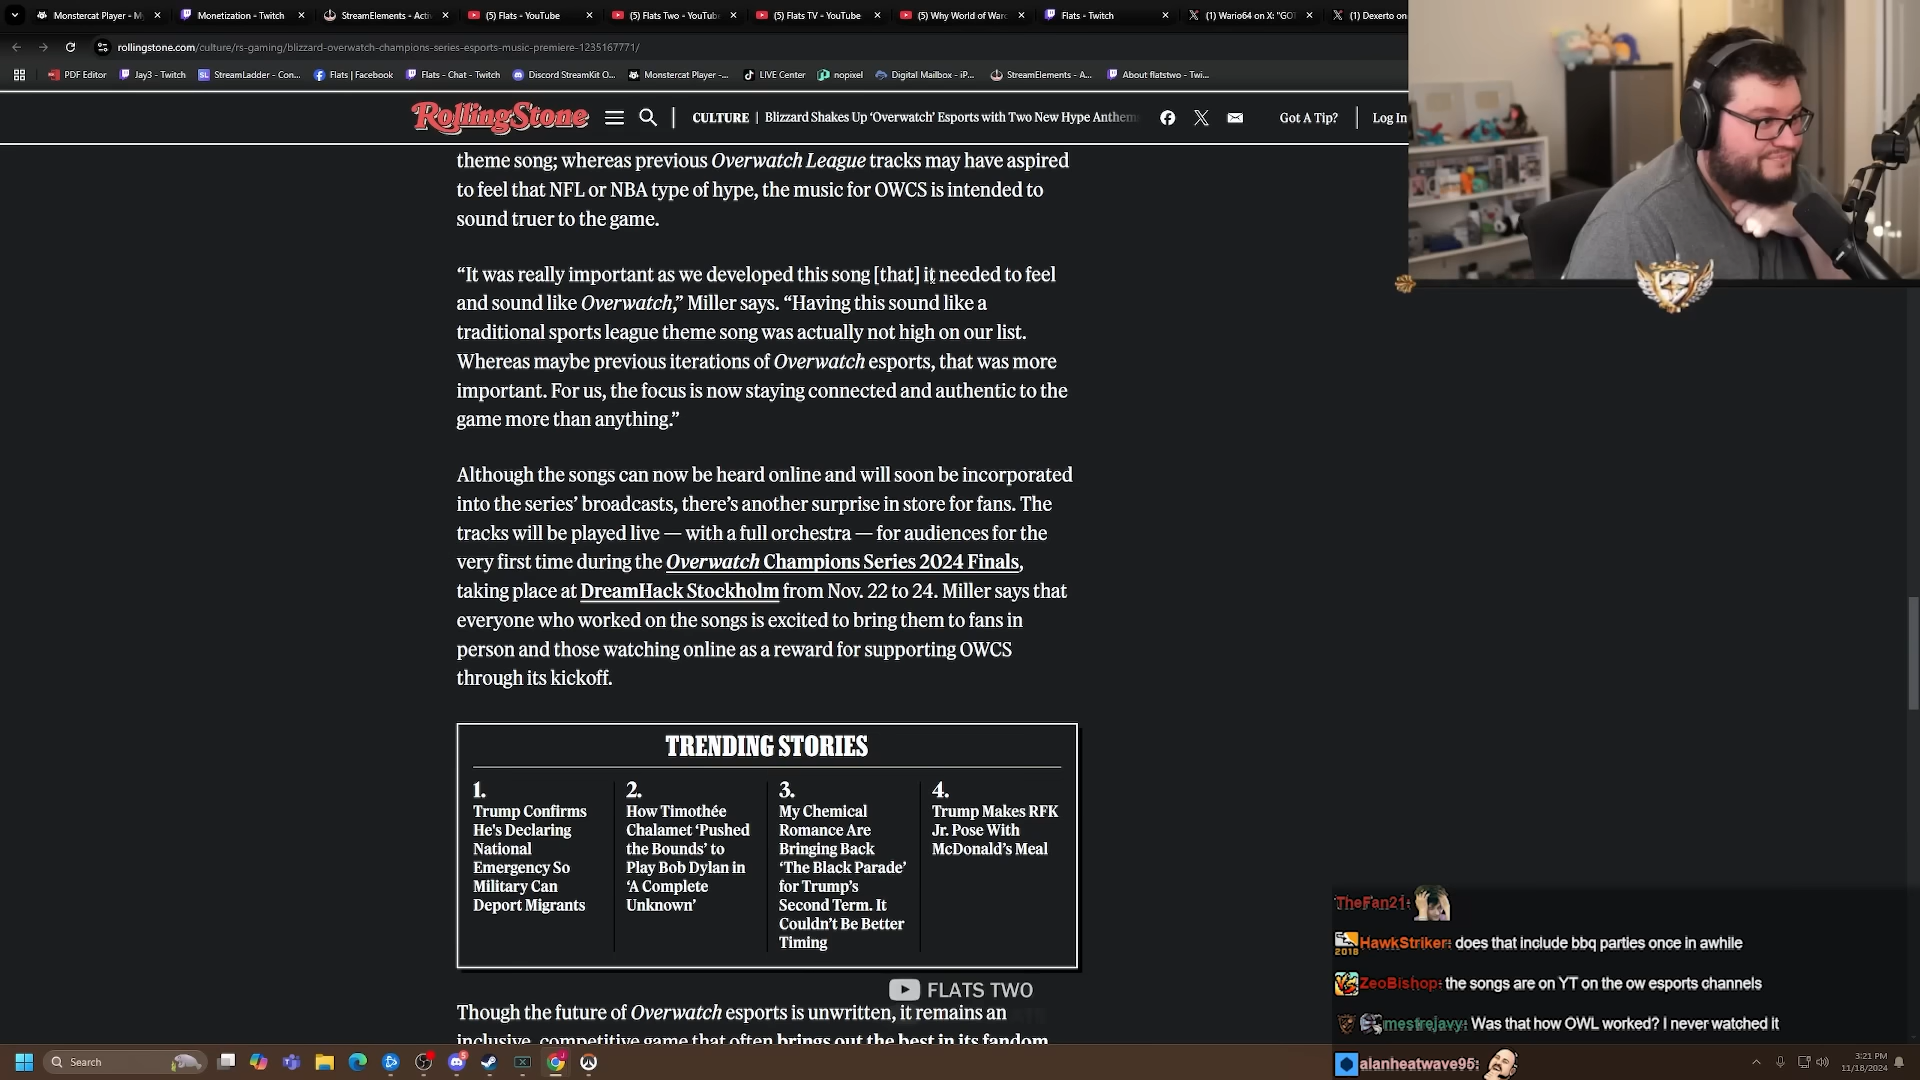 Monstercat Player - M
Monetization - Twitch
StreamElements - Acti
(5) Flats - YouTube
(5) Flats Two - YouTub
(5) Flats TV - YouTube
(5) Why World of Warc
Flats - Twitch
(1) Wario64 on X: "GO
(1) Dexerto on
rollingstone.com/culture/rs-gaming/blizzard-overwatch-champions-series-esports-music-premiere-1235167771/
PDF Editor
Jay3 - Twitch
StreamLadder - Con...
Flats | Facebook
Flats - Chat - Twitch
Discord StreamKit O...
Monstercat Player -...
LIVE Center
nopixel
Digital Mailbox - iP...
StreamElements - A...
About flatstwo - Twi...
RollingStone
CULTURE | Blizzard Shakes Up ‘Overwatch’ Esports with Two New Hype Anthem
Got A Tip?
Log In
theme song; whereas previous Overwatch League tracks may have aspired
to feel that NFL or NBA type of hype, the music for OWCS is intended to
sound truer to the game.
“It was really important as we developed this song [that] it needed to feel
and sound like Overwatch,” Miller says. “Having this sound like a
traditional sports league theme song was actually not high on our list.
Whereas maybe previous iterations of Overwatch esports, that was more
important. For us, the focus is now staying connected and authentic to the
game more than anything.”
Although the songs can now be heard online and will soon be incorporated
into the series’ broadcasts, there’s another surprise in store for fans. The
tracks will be played live — with a full orchestra — for audiences for the
very first time during the Overwatch Champions Series 2024 Finals,
taking place at DreamHack Stockholm from Nov. 22 to 24. Miller says that
everyone who worked on the songs is excited to bring them to fans in
person and those watching online as a reward for supporting OWCS
through its kickoff.
TRENDING STORIES
1.
Trump Confirms
He's Declaring
National
Emergency So
Military Can
Deport Migrants
2.
How Timothée
Chalamet ‘Pushed
the Bounds’ to
Play Bob Dylan in
‘A Complete
Unknown’
3.
My Chemical
Romance Are
Bringing Back
‘The Black Parade’
for Trump’s
Second Term. It
Couldn’t Be Better
Timing
4.
Trump Makes RFK
Jr. Pose With
McDonald’s Meal
FLATS TWO
Though the future of Overwatch esports is unwritten, it remains an
inclusive, competitive game that often brings out the best in its fandom
TheFan21:
2018 HawkStriker: does that include bbq parties once in awhile
ZeoBishop: the songs are on YT on the ow esports channels
mestrejavy: Was that how OWL worked? I never watched it
alanheatwave95:
Search
3:21 PM
11/18/2024